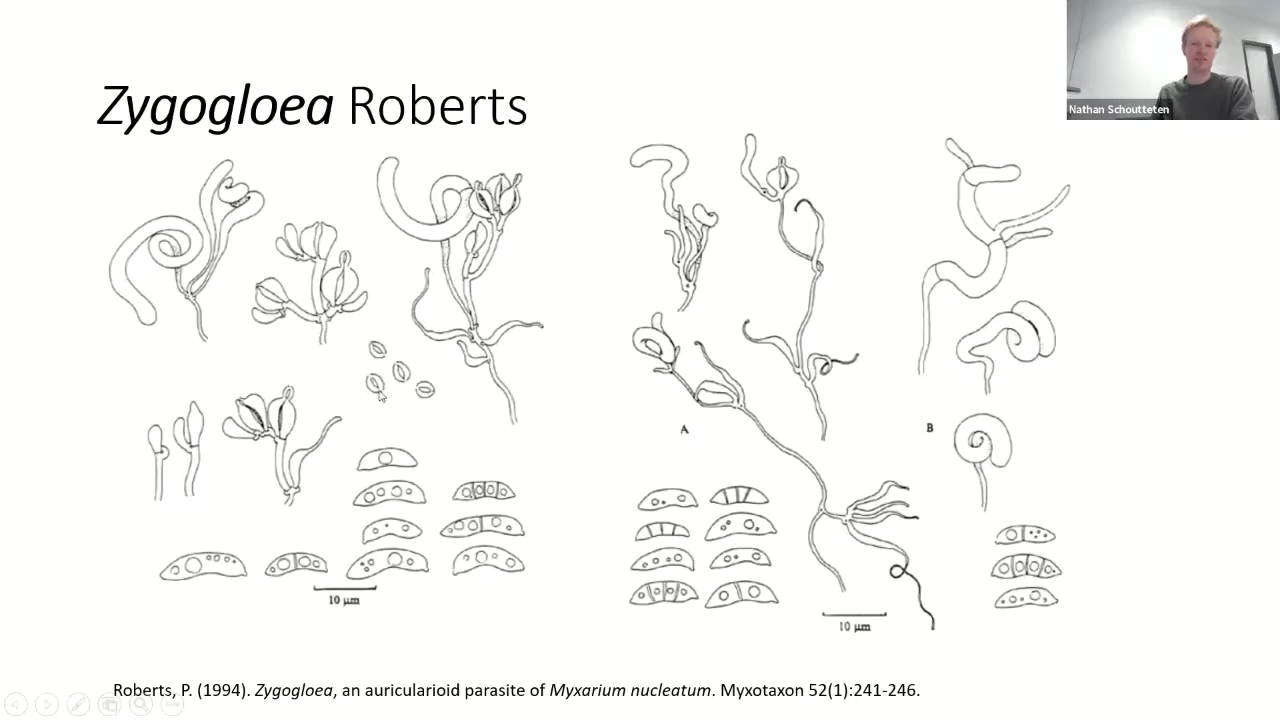 Zygogloea Roberts
Nathan Schoutteten
A
B
10 μm
10 μm
Roberts, P. (1994). Zygogloea, an auricularioid parasite of Myxarium nucleatum. Myxotaxon 52(1):241-246.